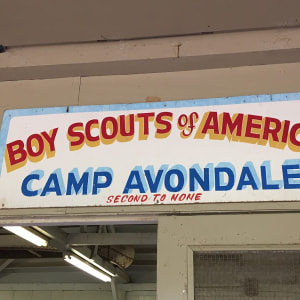 BOY SCOUTS of AMERIC
CAMP AVONDALE
SECOND TO NONE